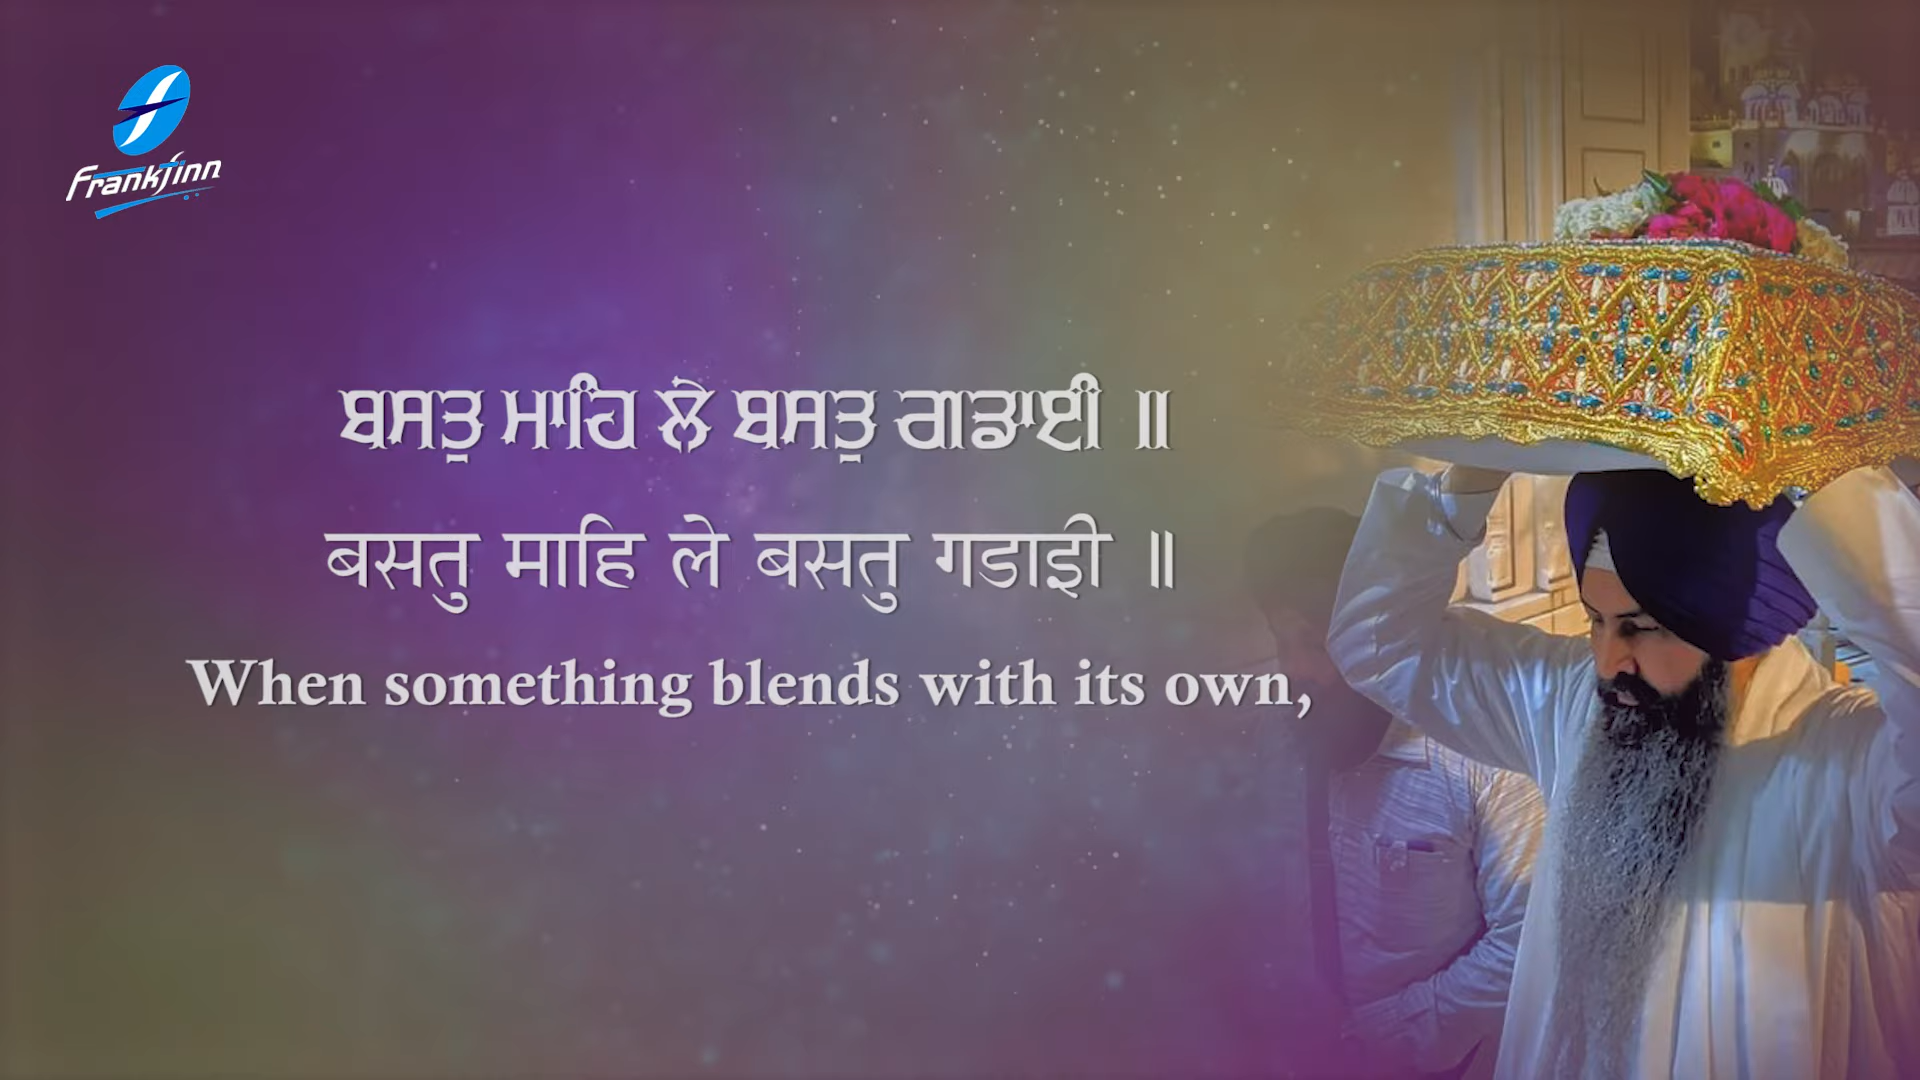 Frankfinn
ਬਸਤੁ ਮਾਹਿ ਲੇ ਬਸਤੁ ਗਡਾਈ ॥
बसतु माहि ले बसतु गडाई ॥
When something blends with its own,